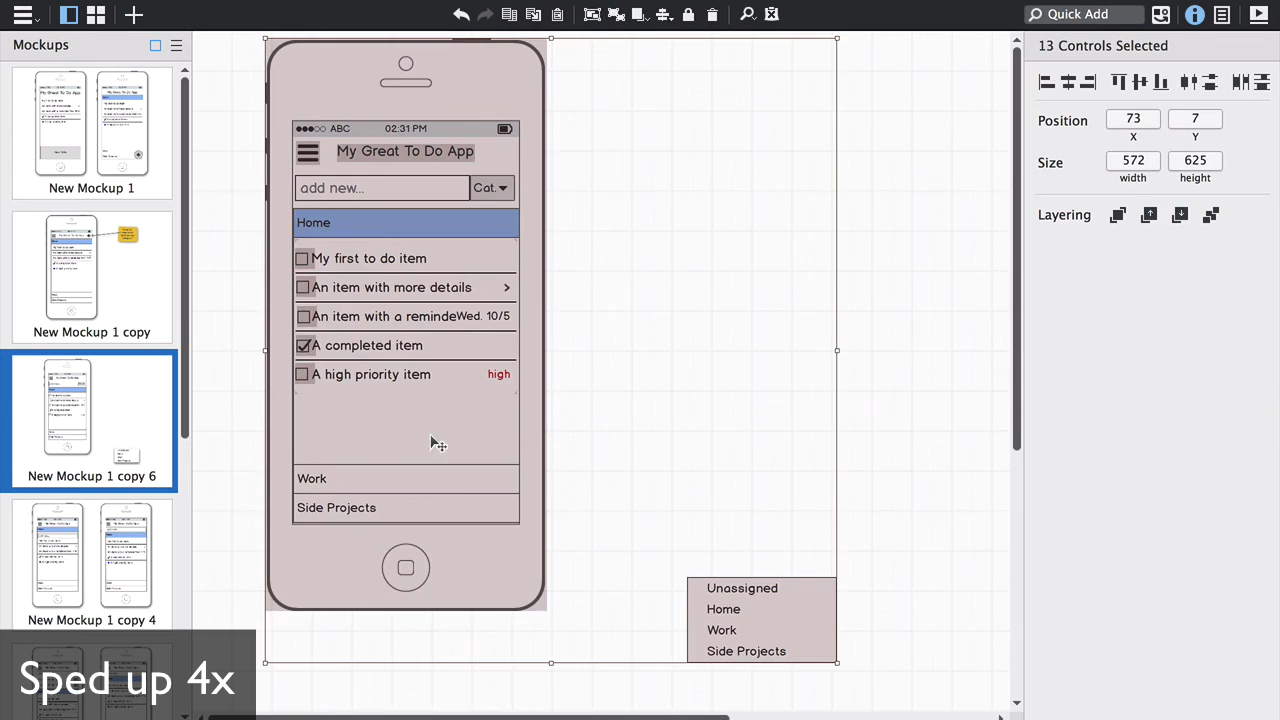 Quick Add
Mockups
New Mockup 1
New Mockup 1 copy
New Mockup 1 copy 6
New Mockup 1 copy 4
Sped up 4x
ABC
02:31 PM
My Great To Do App
add new...
Cat.
Home
My first to do item
An item with more details
An item with a reminde
Wed. 10/5
A completed item
A high priority item
high
Work
Side Projects
Unassigned
Home
Work
Side Projects
13 Controls Selected
Position
73
7
X
Y
Size
572
625
width
height
Layering